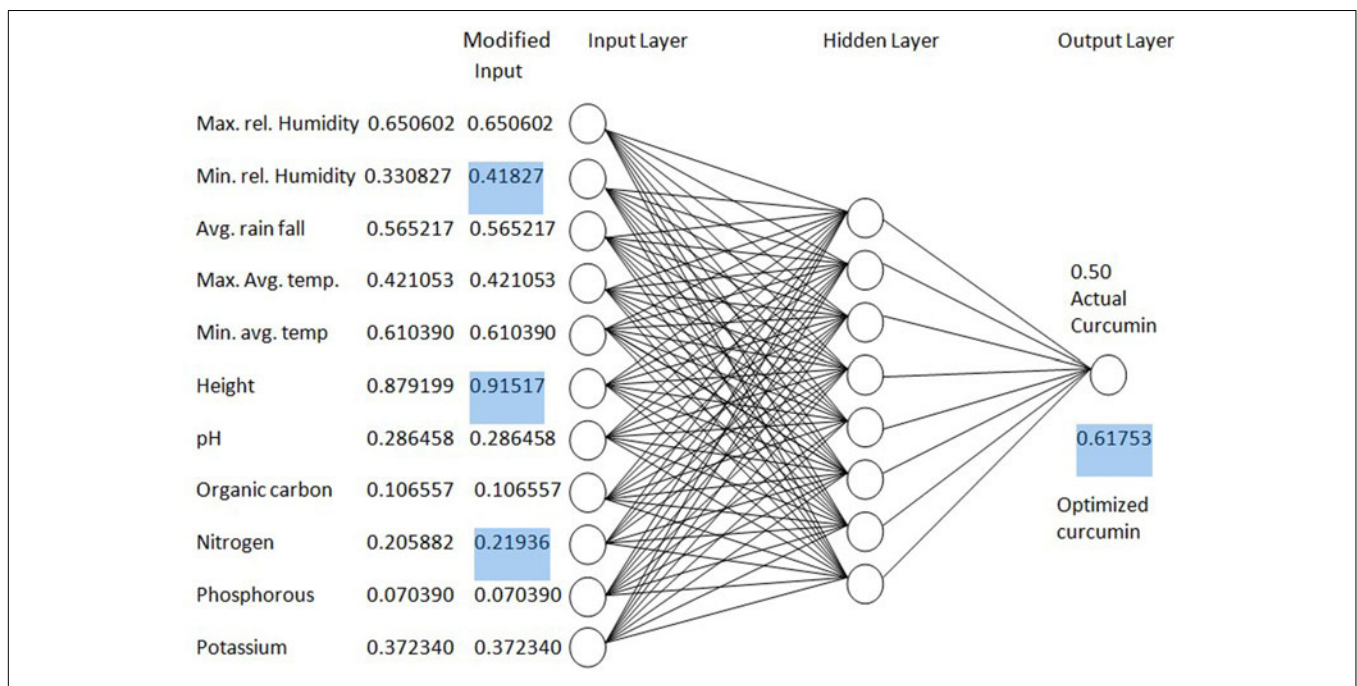 Modified Input Layer Hidden Layer Output Layer
Input
Max. rel. Humidity 0.650602 0.650602
Min. rel. Humidity 0.330827 0.41827
Avg. rain fall 0.565217 0.565217
Max. Avg. temp. 0.421053 0.421053
Min. avg. temp 0.610390 0.610390
Height 0.879199 0.91517
pH 0.286458 0.286458
Organic carbon 0.106557 0.106557
Nitrogen 0.205882 0.21936
Phosphorous 0.070390 0.070390
Potassium 0.372340 0.372340
0.50
Actual
Curcumin
0.61753
Optimized
curcumin